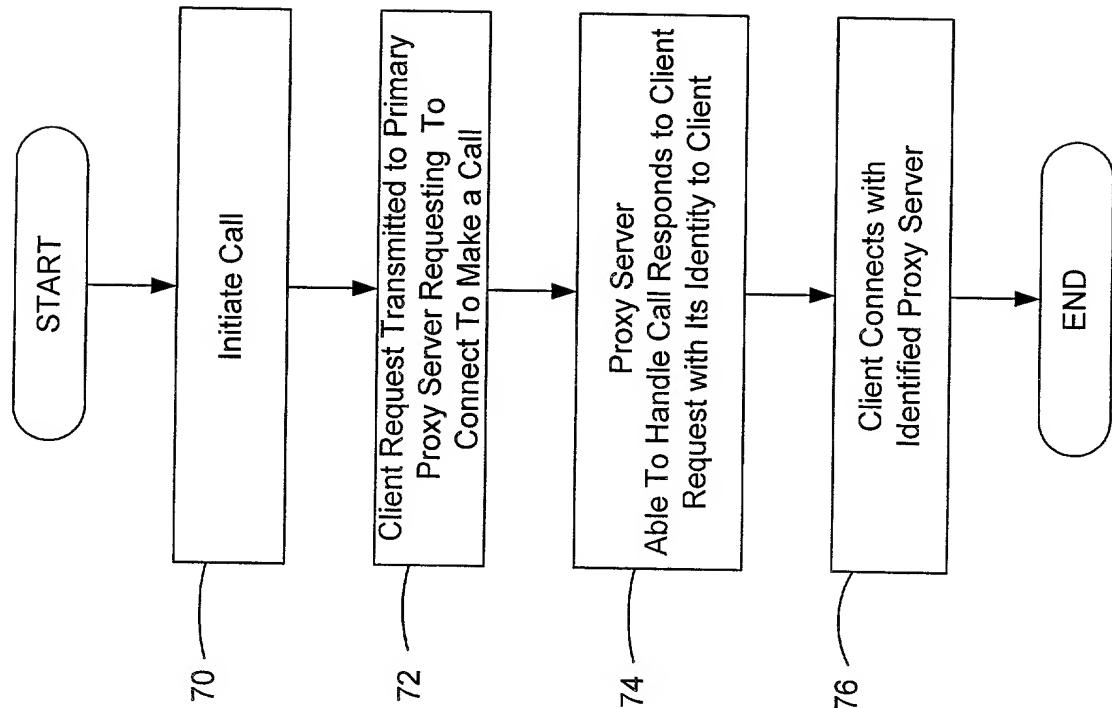 START
Initiate Call
70
Client Request Transmitted to Primary
Proxy Server Requesting To
Connect To Make a Call
72
Proxy Server
Able To Handle Call Responds to Client
Request with Its Identity to Client
74
Client Connects with
Identified Proxy Server
76
END